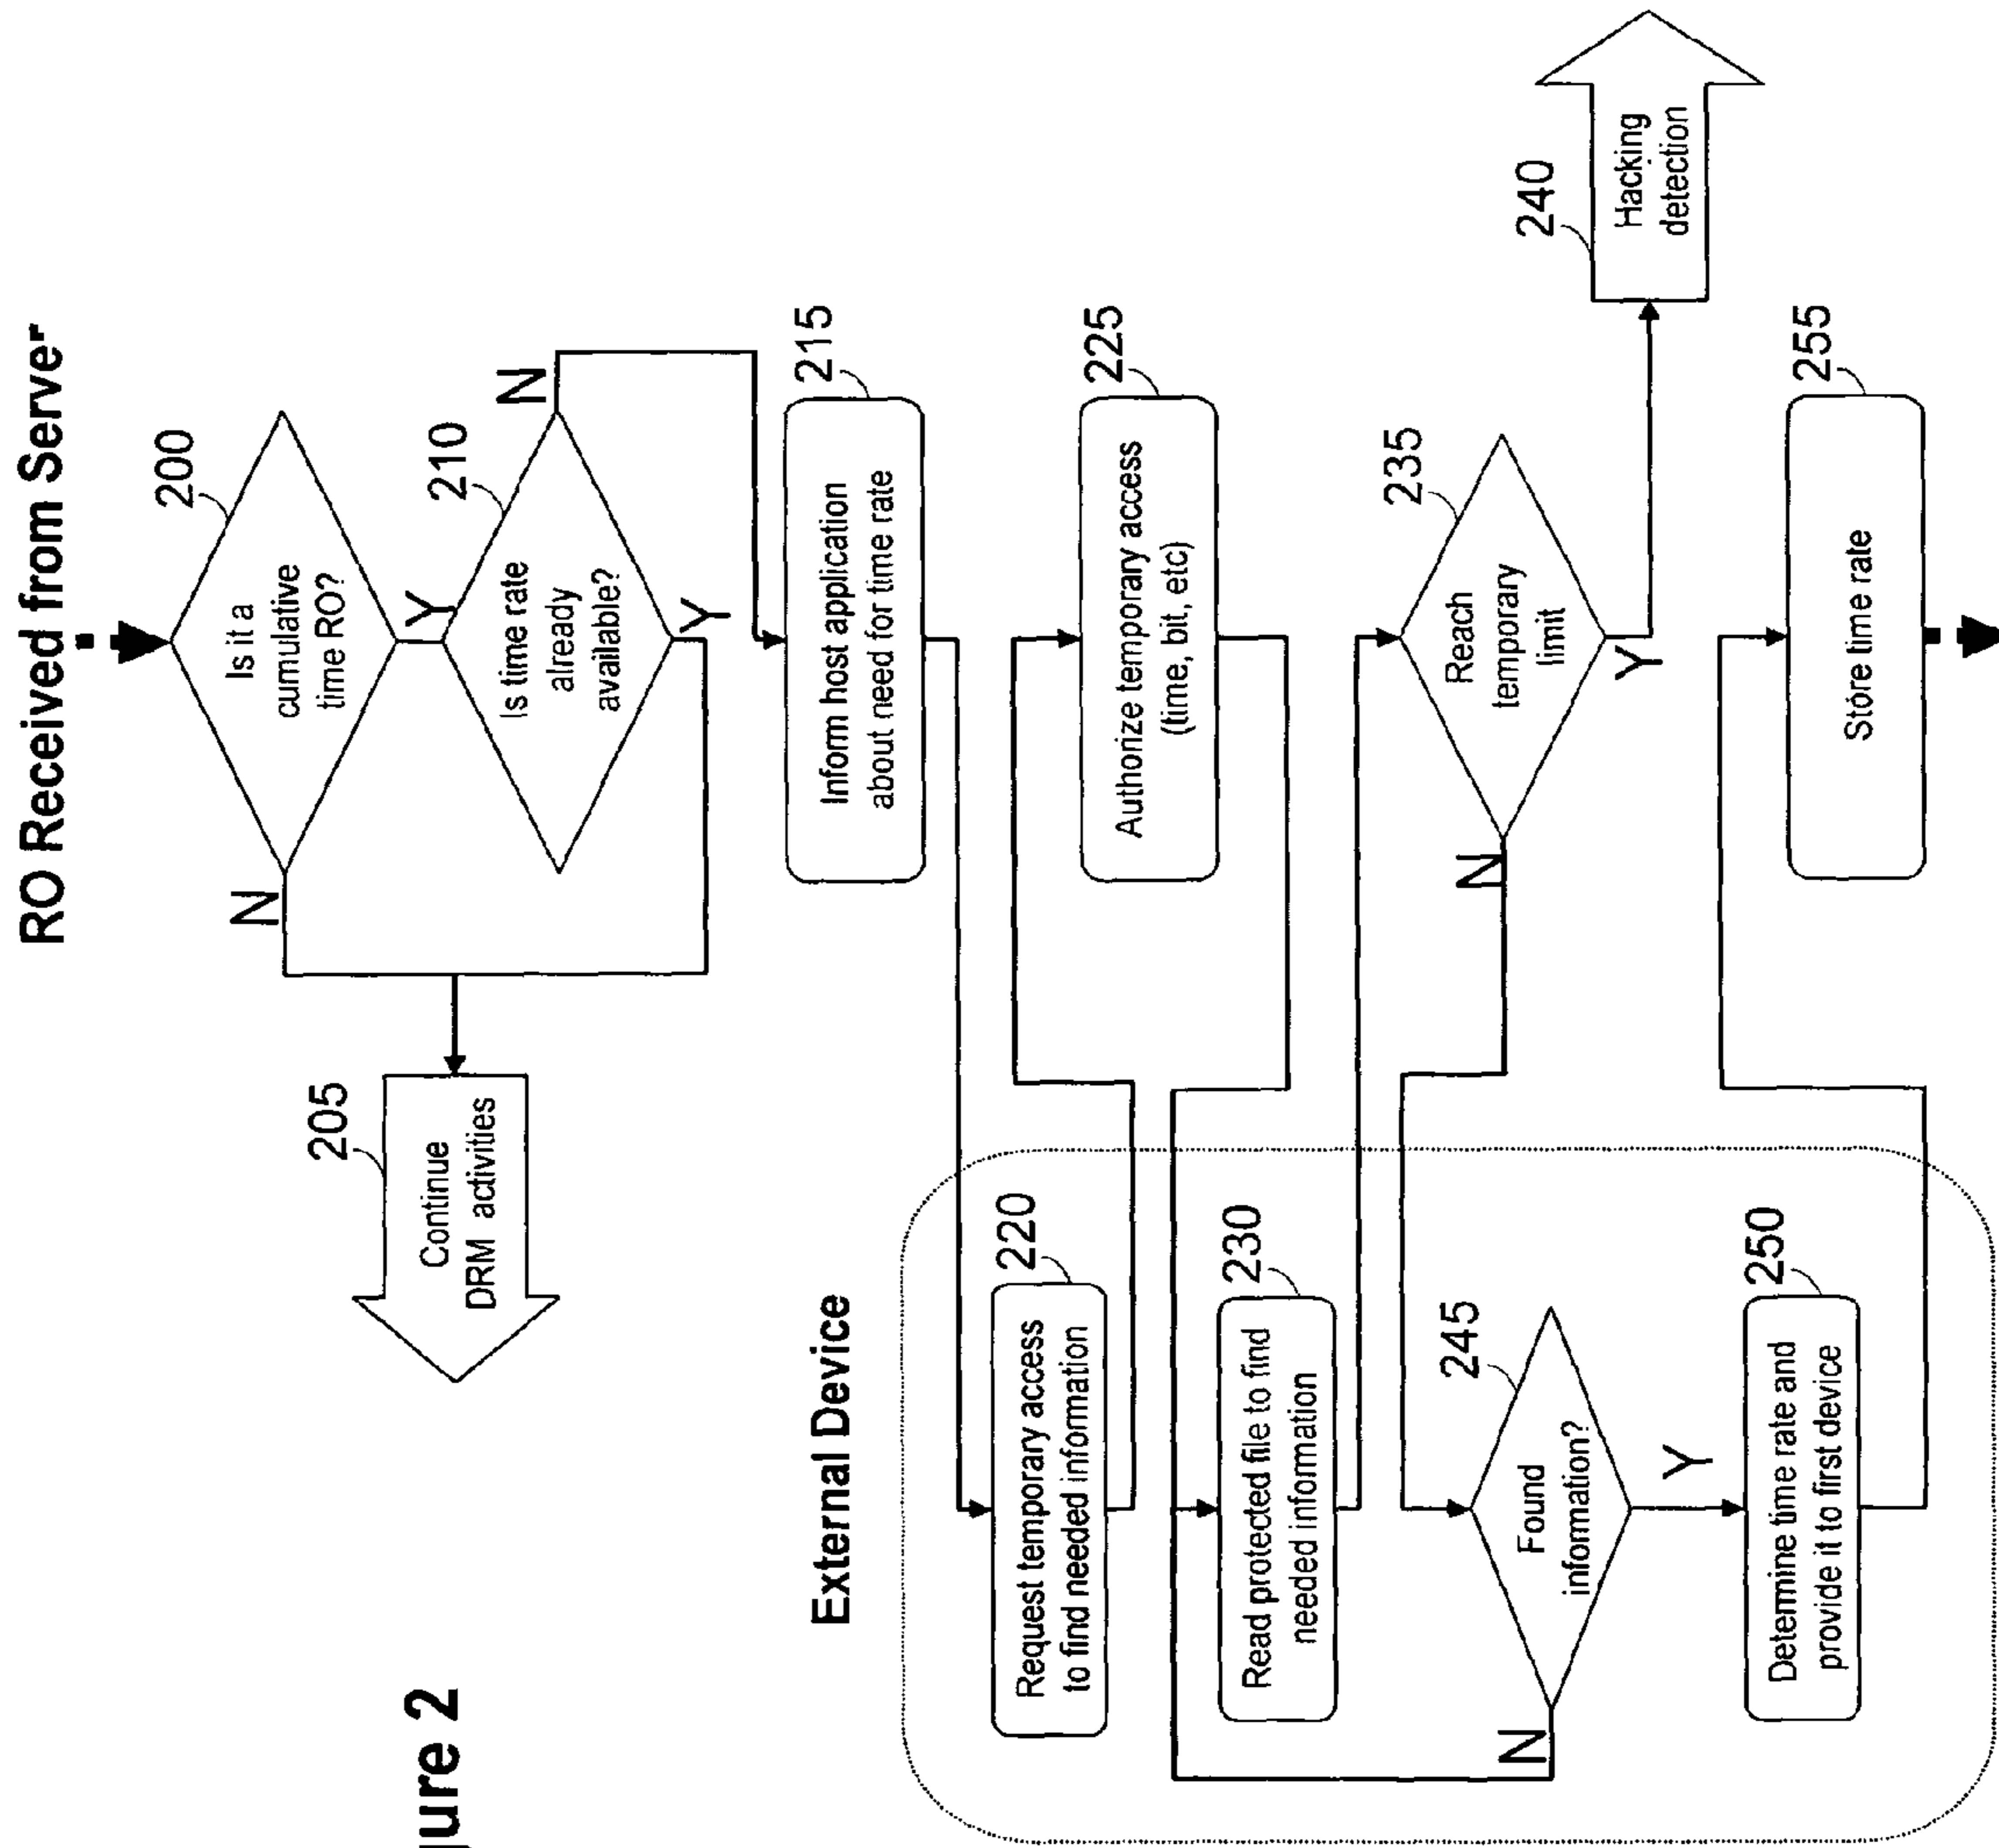 RO Received from Server
200
Is it a
cumulative
time RO?
N
Y
205
Continue
DRM activities
210
Is time rate
already
available?
N
Y
215
Inform host application
about need for time rate
External Device
220
Request temporary access
to find needed information
225
Authorize temporary access
(time, bit, etc)
230
Read protected file to find
needed information
235
Reach
temporary
limit
N
Y
240
Hacking
detection
245
Found
information?
N
Y
250
Determine time rate and
provide it to first device
255
Store time rate
ure 2